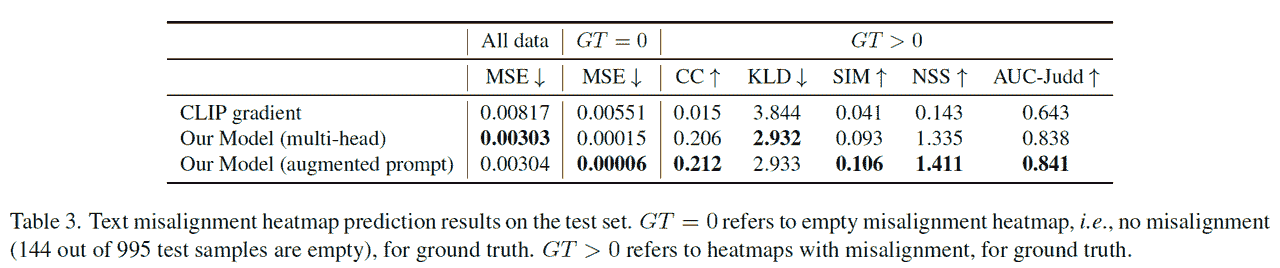 All data GT = 0 GT > 0
MSE ↓ MSE ↓ CC ↑ KLD ↓ SIM ↑ NSS ↑ AUC-Judd ↑
CLIP gradient 0.00817 0.00551 0.015 3.844 0.041 0.143 0.643
Our Model (multi-head) 0.00303 0.00015 0.206 2.932 0.093 1.335 0.838
Our Model (augmented prompt) 0.00304 0.00006 0.212 2.933 0.106 1.411 0.841
Table 3. Text misalignment heatmap prediction results on the test set. GT = 0 refers to empty misalignment heatmap, i.e., no misalignment
(144 out of 995 test samples are empty), for ground truth. GT > 0 refers to heatmaps with misalignment, for ground truth.